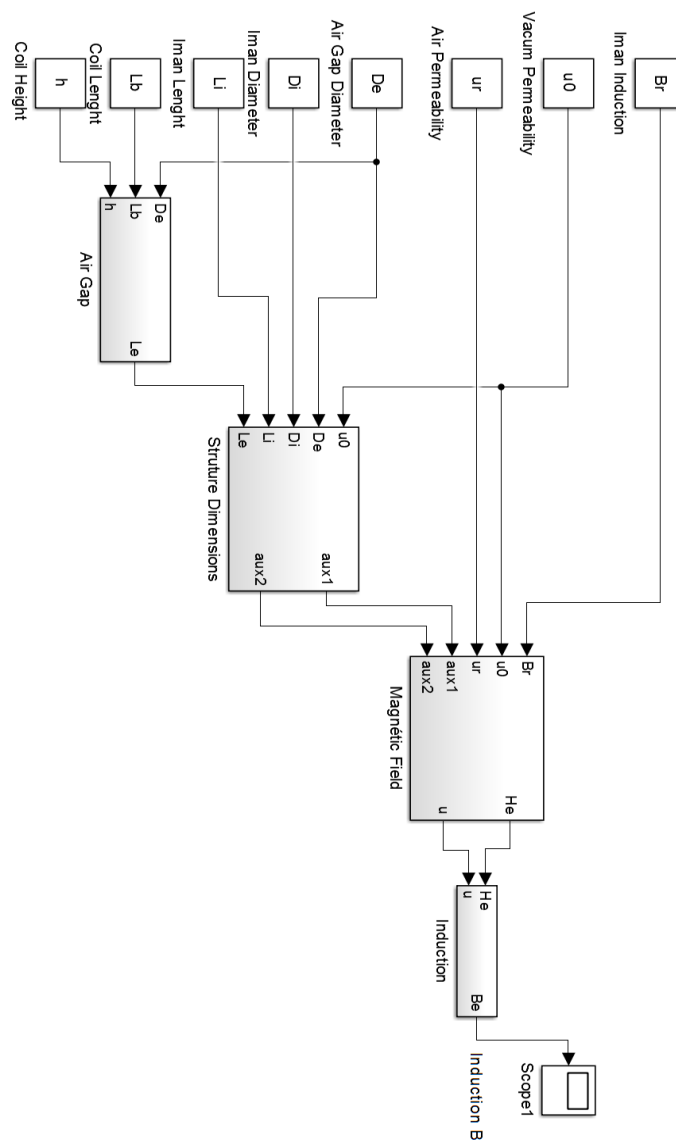 Br
Iman Induction
u0
Vacum Permeability
ur
Air Permeability
De
Air Gap Diameter
Di
Iman Diameter
Li
Iman Lenght
Lb
Coil Lenght
h
Coil Height
De
Lb
h
Le
Air Gap
u0
De
Di
Li
Le
aux1
aux2
Struture Dimensions
Br
u0
ur
aux1
aux2
He
u
Magnétic Field
He
u
Be
Induction
Induction B
Scope1